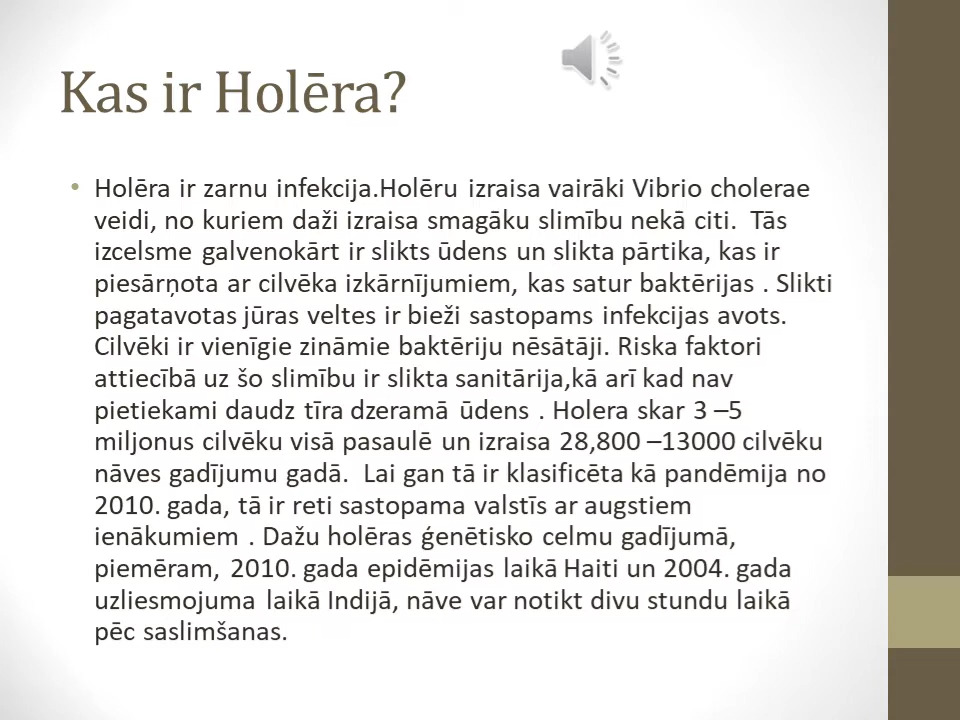 Kas ir Holēra?
• Holēra ir zarnu infekcija.Holēru izraisa vairāki Vibrio cholerae
veidi, no kuriem daži izraisa smagāku slimību nekā citi. Tās
izcelsme galvenokārt ir slikts ūdens un slikta pārtika, kas ir
piesārņota ar cilvēka izkārnījumiem, kas satur baktērijas . Slikti
pagatavotas jūras veltes ir bieži sastopams infekcijas avots.
Cilvēki ir vienīgie zināmie baktēriju nēsātāji. Riska faktori
attiecībā uz šo slimību ir slikta sanitārija,kā arī kad nav
pietiekami daudz tīra dzeramā ūdens . Holera skar 3 –5
miljonus cilvēku visā pasaulē un izraisa 28,800 –13000 cilvēku
nāves gadījumu gadā. Lai gan tā ir klasificēta kā pandēmija no
2010. gada, tā ir reti sastopama valstīs ar augstiem
ienākumiem . Dažu holēras ģenētisko celmu gadījumā,
piemēram, 2010. gada epidēmijas laikā Haiti un 2004. gada
uzliesmojuma laikā Indijā, nāve var notikt divu stundu laikā
pēc saslimšanas.